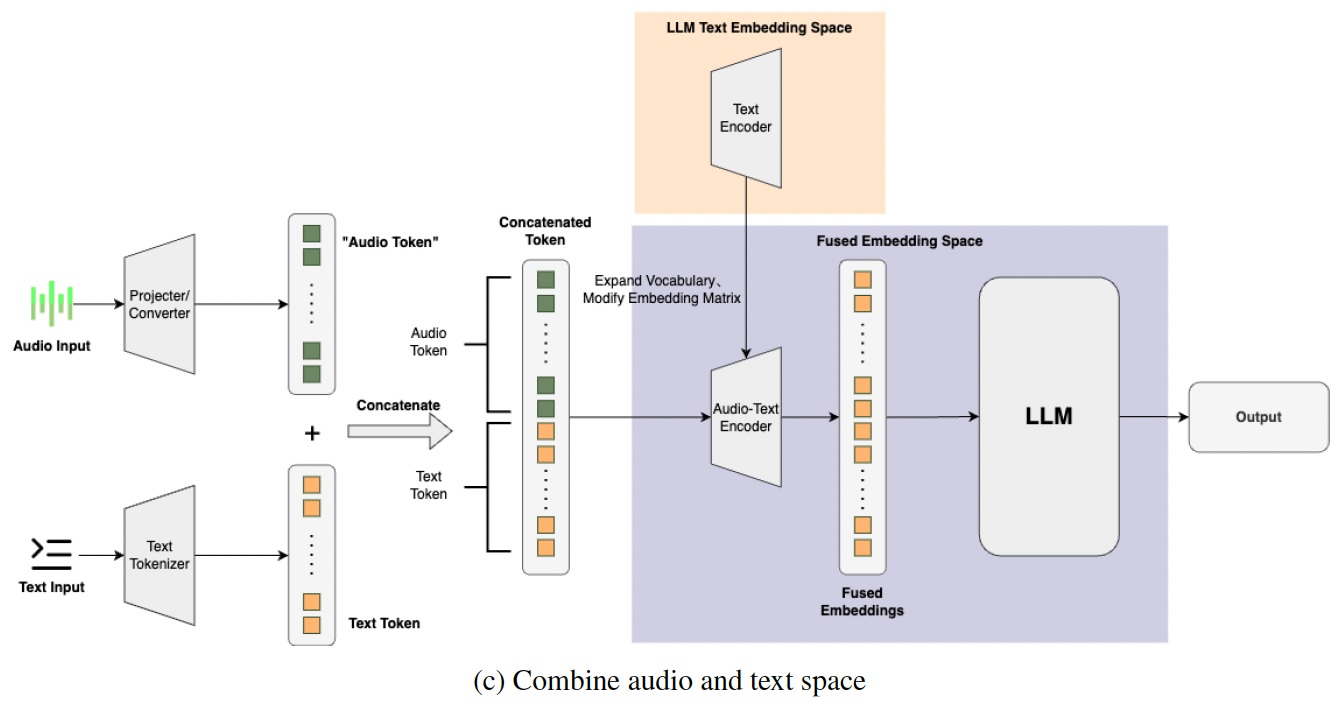 LLM Text Embedding Space
Text
Encoder
Concatenated
Token
Fused Embedding Space
"Audio Token"
Expand Vocabulary、
Modify Embedding Matrix
Projecter/
Converter
Audio Input
Audio
Token
Concatenate
+
Audio-Text
Encoder
LLM
Output
Text
Token
Text
Tokenizer
Text Input
Text Token
Fused
Embeddings
(c) Combine audio and text space